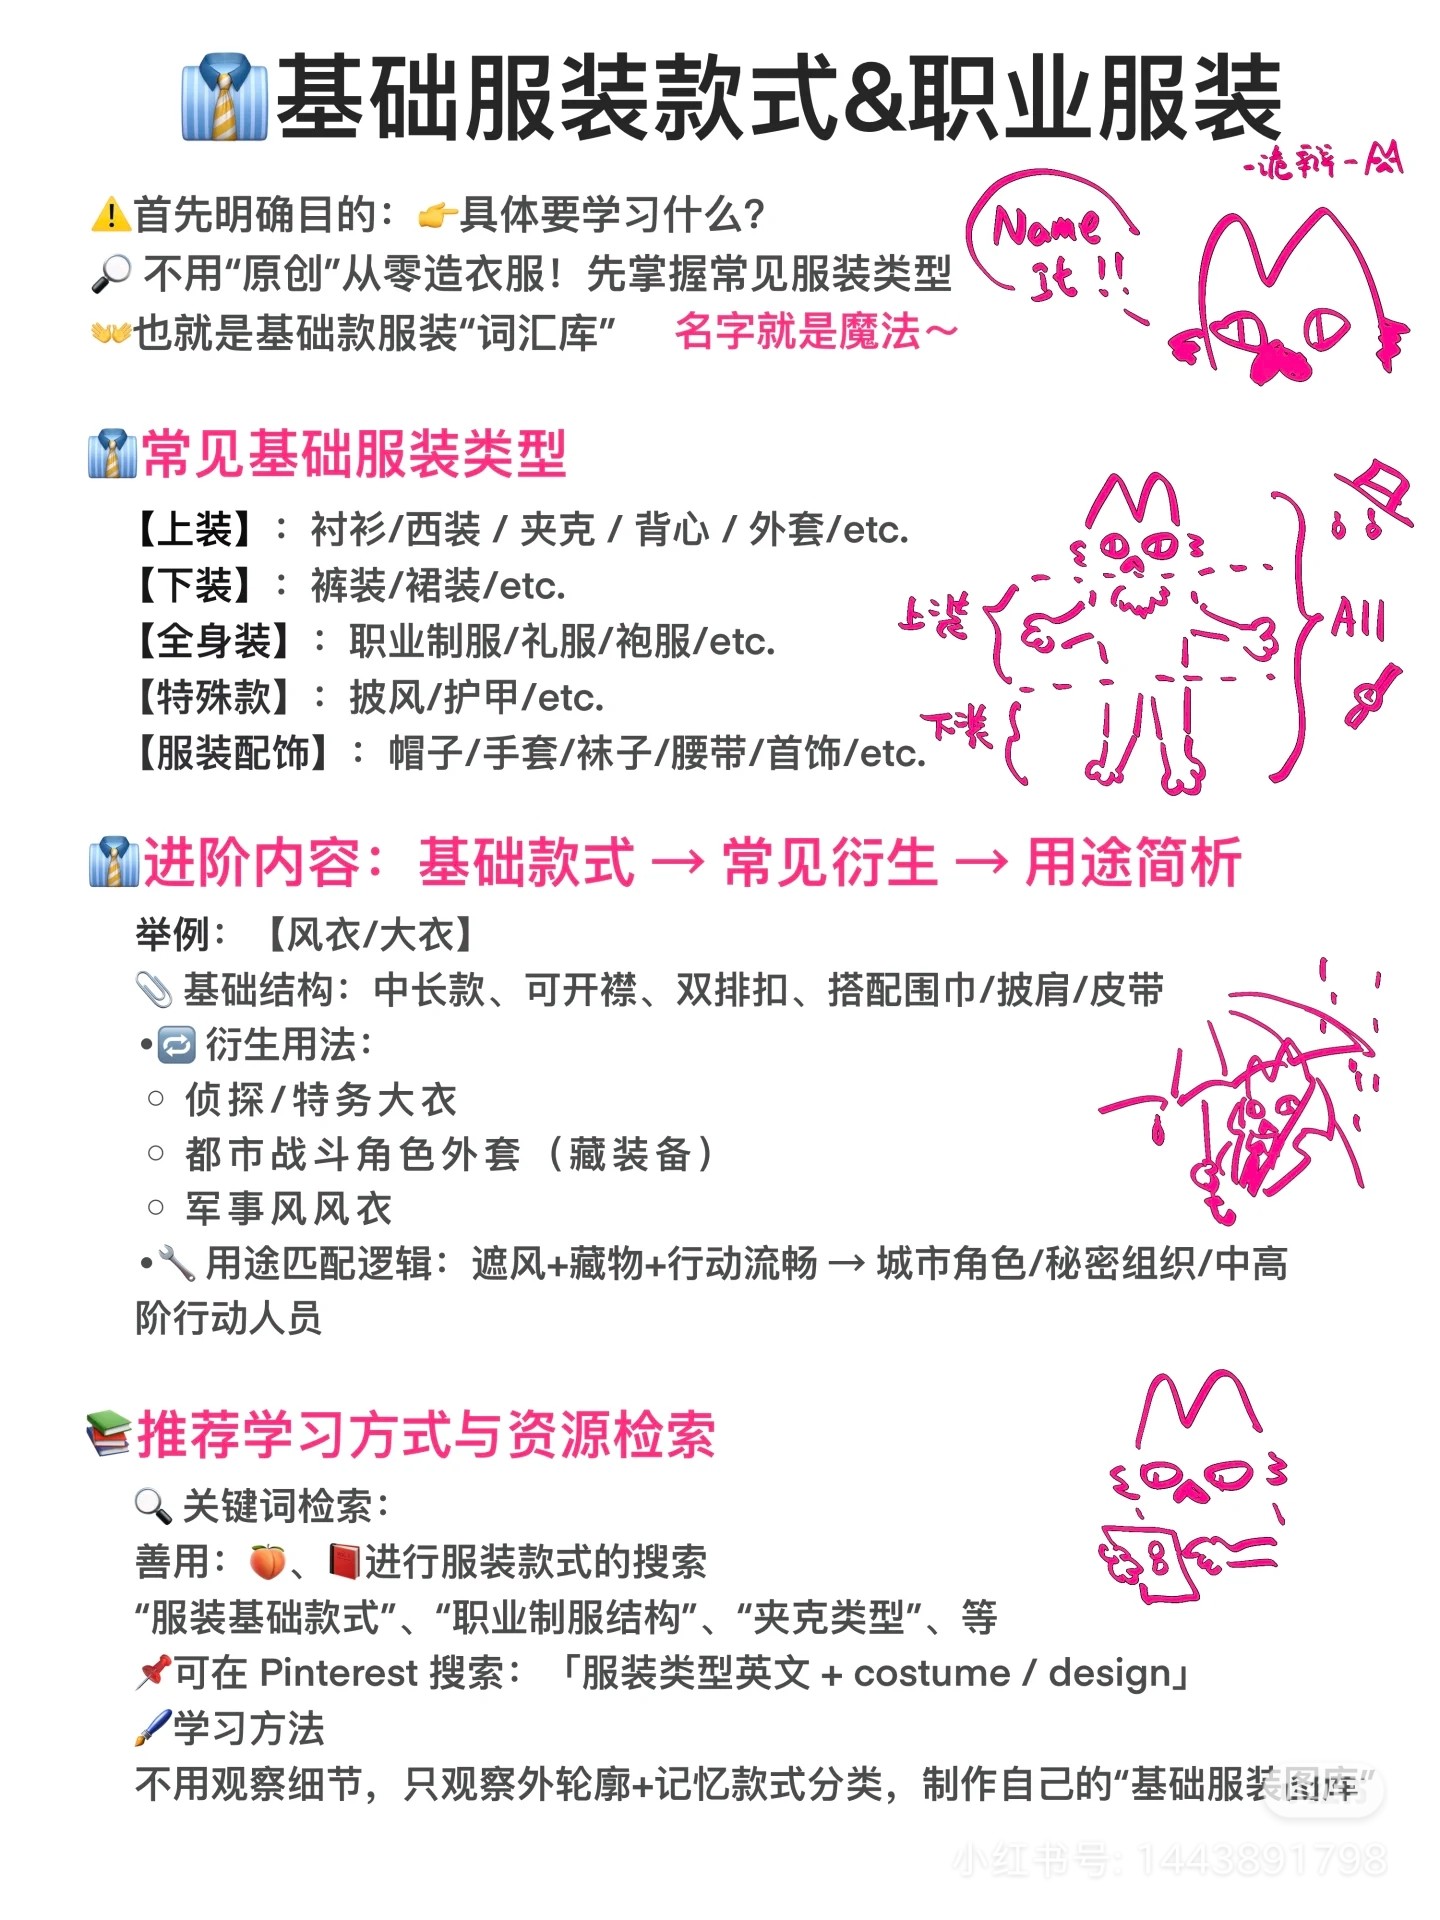 基础服装款式&职业服装
-诡辩-
⚠️首先明确目的：👉具体要学习什么？
🔎 不用“原创”从零造衣服！先掌握常见服装类型
👐也就是基础款服装“词汇库” 名字就是魔法～
Name
It!!
👔常见基础服装类型
【上装】：衬衫/西装 / 夹克 / 背心 / 外套/etc.
【下装】：裤装/裙装/etc.
【全身装】：职业制服/礼服/袍服/etc.
【特殊款】：披风/护甲/etc.
【服装配饰】：帽子/手套/袜子/腰带/首饰/etc.
上装
下装
All
👔进阶内容：基础款式 → 常见衍生 → 用途简析
举例：【风衣/大衣】
📎 基础结构：中长款、可开襟、双排扣、搭配围巾/披肩/皮带
•🔁 衍生用法：
○ 侦探/特务大衣
○ 都市战斗角色外套（藏装备）
○ 军事风风衣
•🔧 用途匹配逻辑：遮风+藏物+行动流畅 → 城市角色/秘密组织/中高
阶行动人员
📚推荐学习方式与资源检索
🔍 关键词检索：
善用：🍑、📕进行服装款式的搜索
“服装基础款式”、“职业制服结构”、“夹克类型”、等
📌可在 Pinterest 搜索：「服装类型英文 + costume / design」
🖌️学习方法
不用观察细节，只观察外轮廓+记忆款式分类，制作自己的“基础服装图库”
小红书号: 1443891798